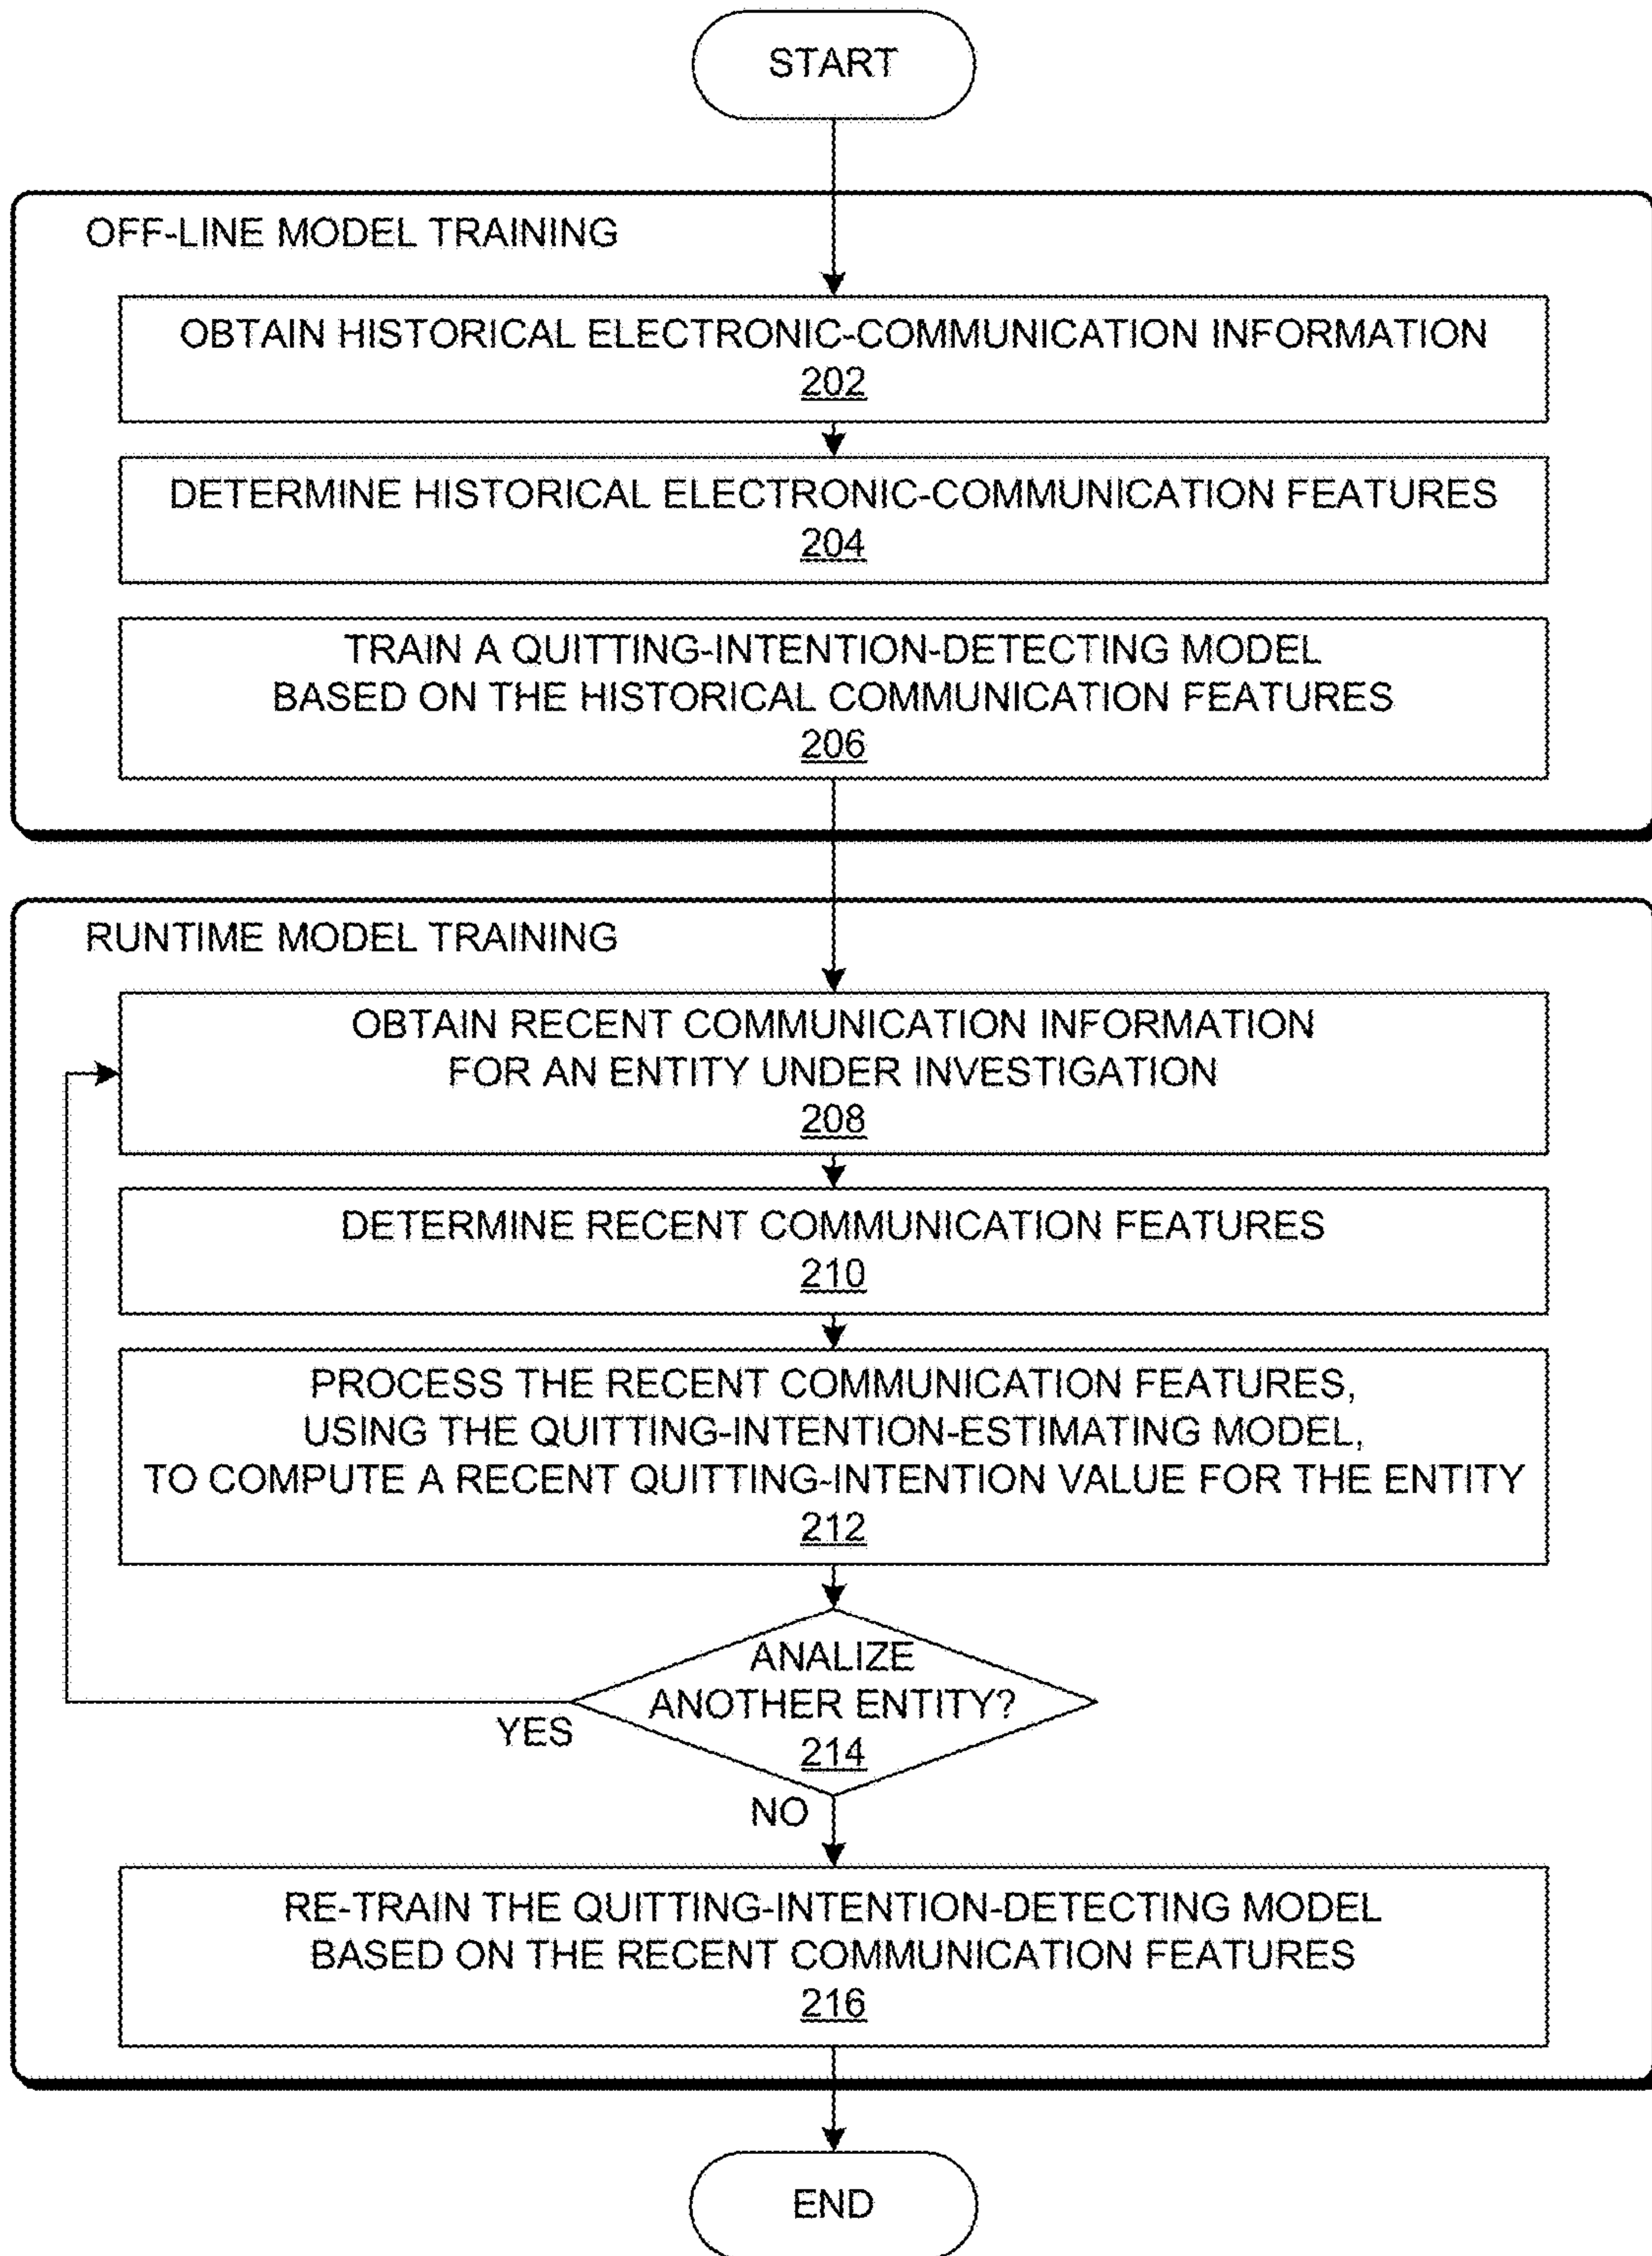 START
OFF-LINE MODEL TRAINING
OBTAIN HISTORICAL ELECTRONIC-COMMUNICATION INFORMATION
202
DETERMINE HISTORICAL ELECTRONIC-COMMUNICATION FEATURES
204
TRAIN A QUITTING-INTENTION-DETECTING MODEL
BASED ON THE HISTORICAL COMMUNICATION FEATURES
206
RUNTIME MODEL TRAINING
OBTAIN RECENT COMMUNICATION INFORMATION
FOR AN ENTITY UNDER INVESTIGATION
208
DETERMINE RECENT COMMUNICATION FEATURES
210
PROCESS THE RECENT COMMUNICATION FEATURES,
USING THE QUITTING-INTENTION-ESTIMATING MODEL,
TO COMPUTE A RECENT QUITTING-INTENTION VALUE FOR THE ENTITY
212
ANALIZE
ANOTHER ENTITY?
214
YES
NO
RE-TRAIN THE QUITTING-INTENTION-DETECTING MODEL
BASED ON THE RECENT COMMUNICATION FEATURES
216
END